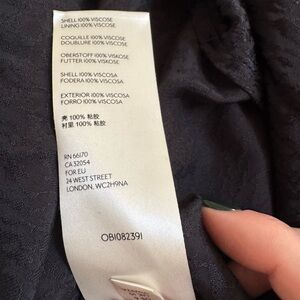 SHELL 100% VISCOSE
LINING 100% VISCOSE
COQUILLE 100% VISCOSE
DOUBLURE 100% VISCOSE
OBERSTOFF 100% VISKOSE
FUTTER 100% VISKOSE
SHELL 100% VISCOSA
FODERA 100% VISCOSA
EXTERIOR 100% VISCOSA
FORRO 100% VISCOSA
亮 100% 粘胶
村里 100% 粘胶
RN 66170
CA 32054
FOR EU
24 WEST STREET
LONDON, WC2H9NA
OBI082391